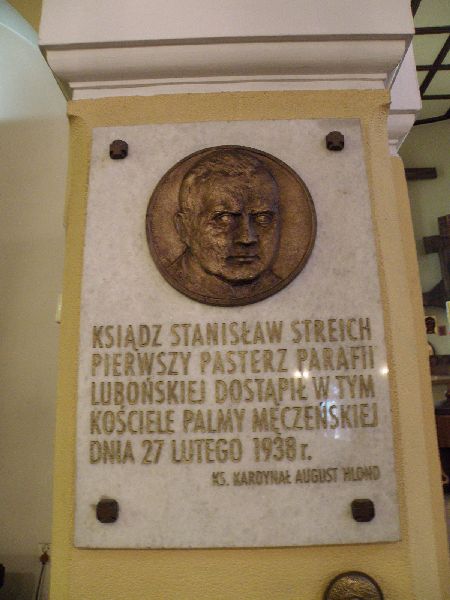 KSIĄDZ STANISŁAW STREICH
PIERWSZY PASTERZ PARAFII
LUBOŃSKIEJ DOSTĄPIŁ W TYM
KOŚCIELE PALMY MĘCZEŃSKIEJ
DNIA 27 LUTEGO 1938 r.
KS. KARDYNAŁ AUGUST HLOND